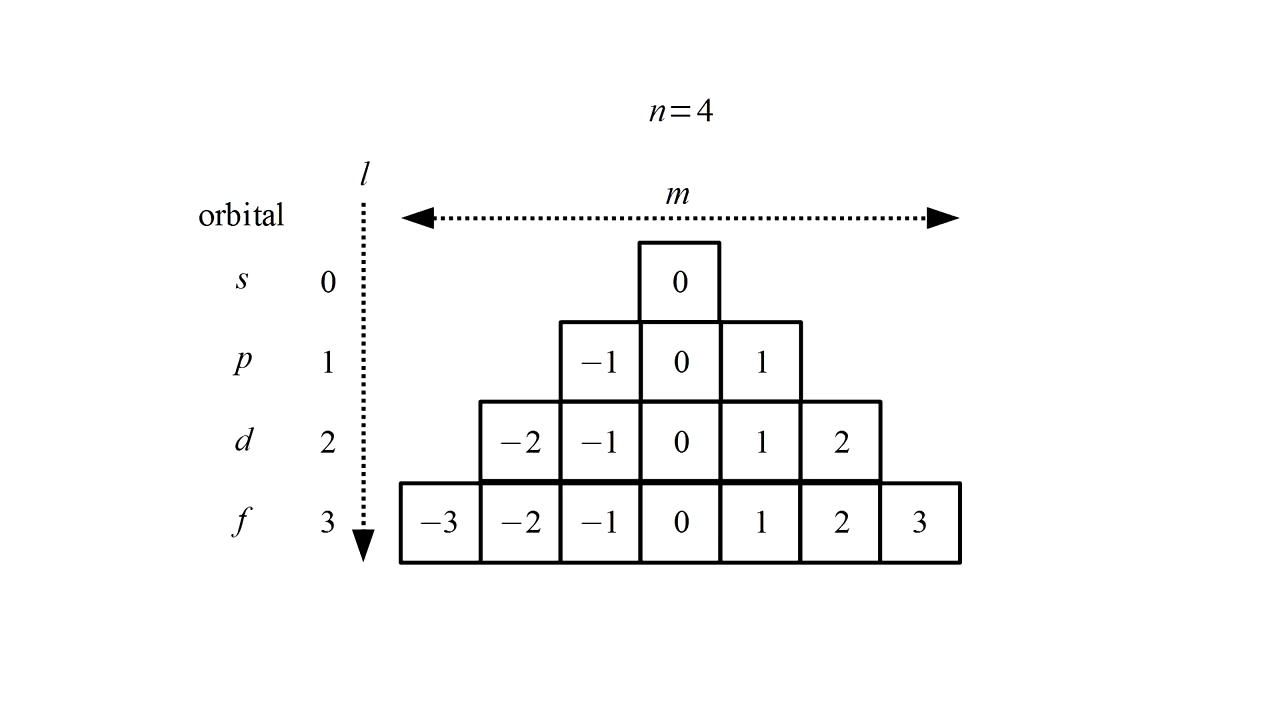 n=4
l
m
orbital
s 0 0
p 1 −1 0 1
d 2 −2 −1 0 1 2
f 3 −3 −2 −1 0 1 2 3